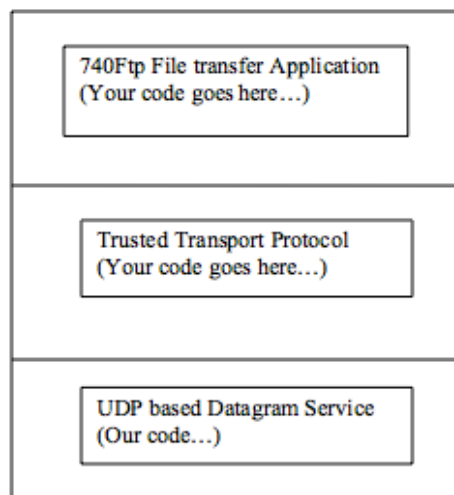 740Ftp File transfer Application
(Your code goes here…)
Trusted Transport Protocol
(Your code goes here…)
UDP based Datagram Service
(Our code…)